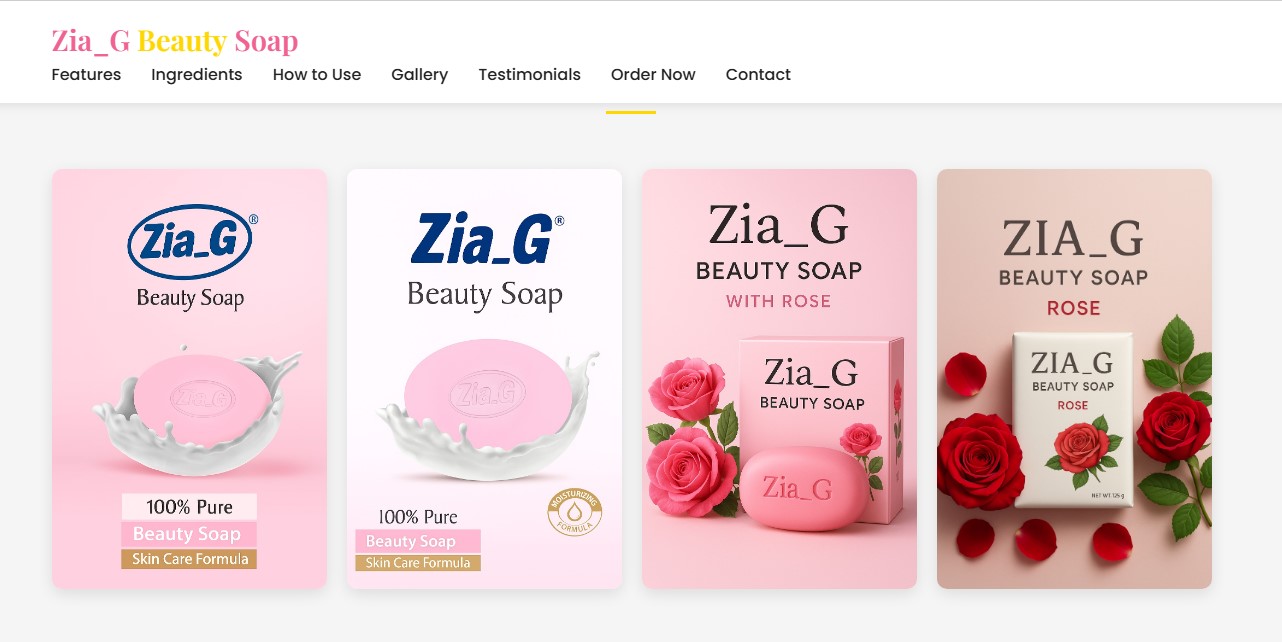 Zia_G Beauty Soap
Features Ingredients How to Use Gallery Testimonials Order Now Contact
Zia_G®
Beauty Soap
Zia_G
100% Pure
Beauty Soap
Skin Care Formula
Zia_G®
Beauty Soap
Zia_G
MOISTURIZING
FORMULA
100% Pure
Beauty Soap
Skin Care Formula
Zia_G
BEAUTY SOAP
WITH ROSE
Zia_G
BEAUTY SOAP
Zia_G
ZIA_G
BEAUTY SOAP
ROSE
ZIA_G
BEAUTY SOAP
ROSE
NET WT 125 g